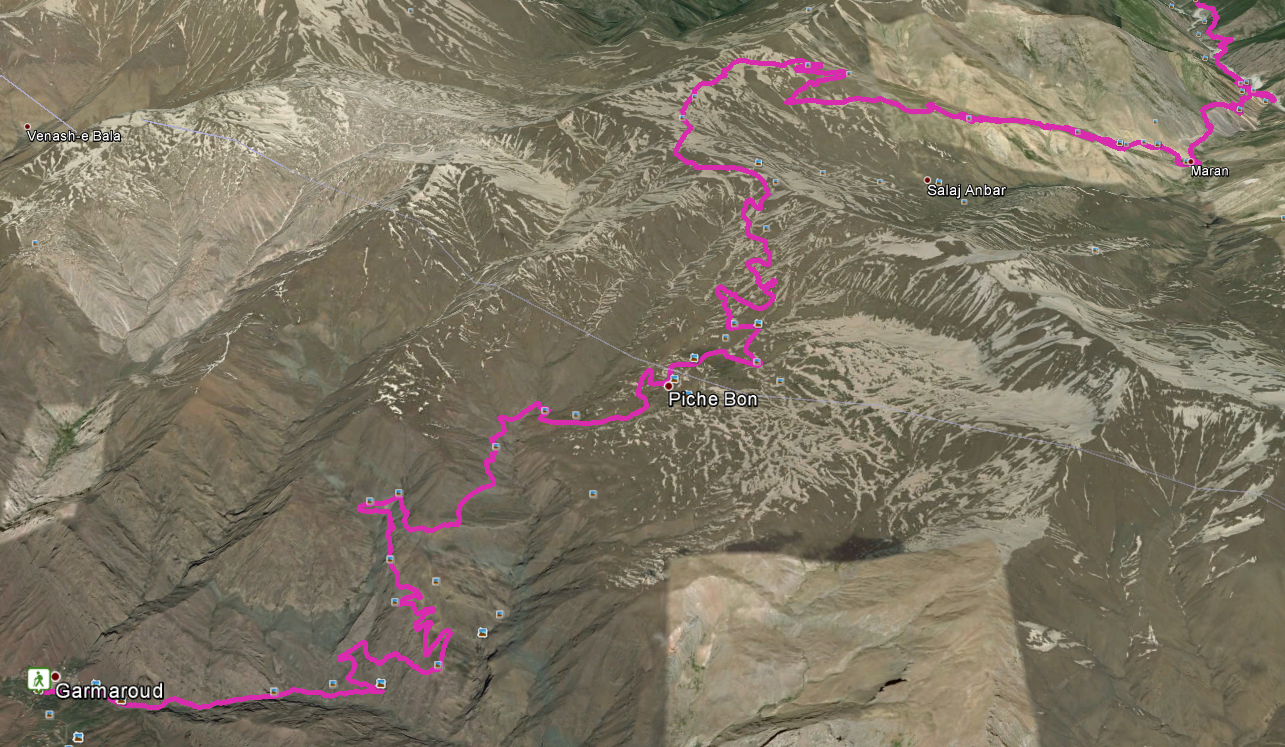 Venash-e Bala
Maran
Salaj Anbar
Piche Bon
Garmaroud